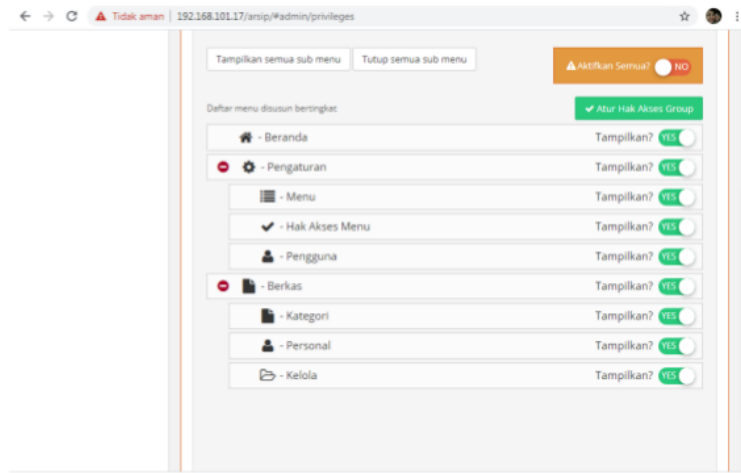 Tidak aman | 192.168.101.17/arsip/#admin/privileges
Tampilkan semua sub menu Tutup semua sub menu
Aktifkan Semua? NO
Daftar menu disusun bertingkat
Atur Hak Akses Group
- Beranda Tampilkan? YES
- Pengaturan Tampilkan? YES
- Menu Tampilkan? YES
- Hak Akses Menu Tampilkan? YES
- Pengguna Tampilkan? YES
- Berkas Tampilkan? YES
- Kategori Tampilkan? YES
- Personal Tampilkan? YES
- Kelola Tampilkan? YES